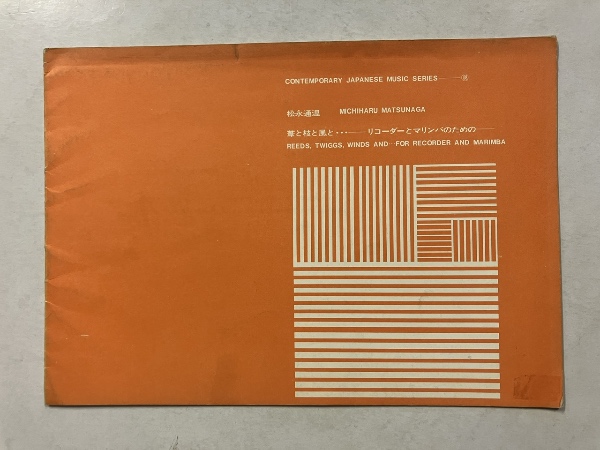 CONTEMPORARY JAPANESE MUSIC SERIES
松永通温 MICHIHARU MATSUNAGA
葦と枝と風と・・・——リコーダーとマリンバのための——
REEDS, TWIGGS, WINDS AND…FOR RECORDER AND MARIMBA